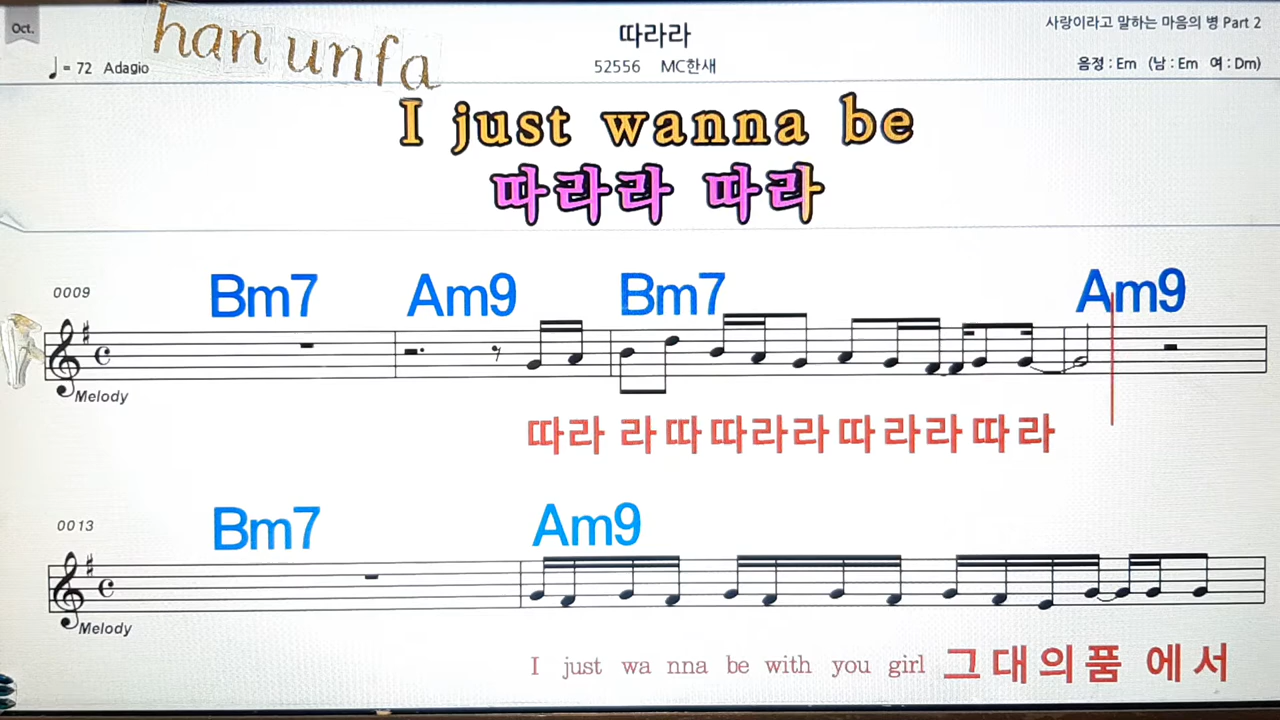 Oct.
han unfa
따라라
사랑이라고 말하는 마음의 병 Part 2
♩ = 72 Adagio
52556 MC한새
음정 : Em (남 : Em 여 : Dm)
I just wanna be
따라라 따라
0009
Bm7 Am9 Bm7 Am9
Melody
따라 라따 따라라 따라라 따라
0013
Bm7 Am9
Melody
I just wa nna be with you girl 그대의품 에서